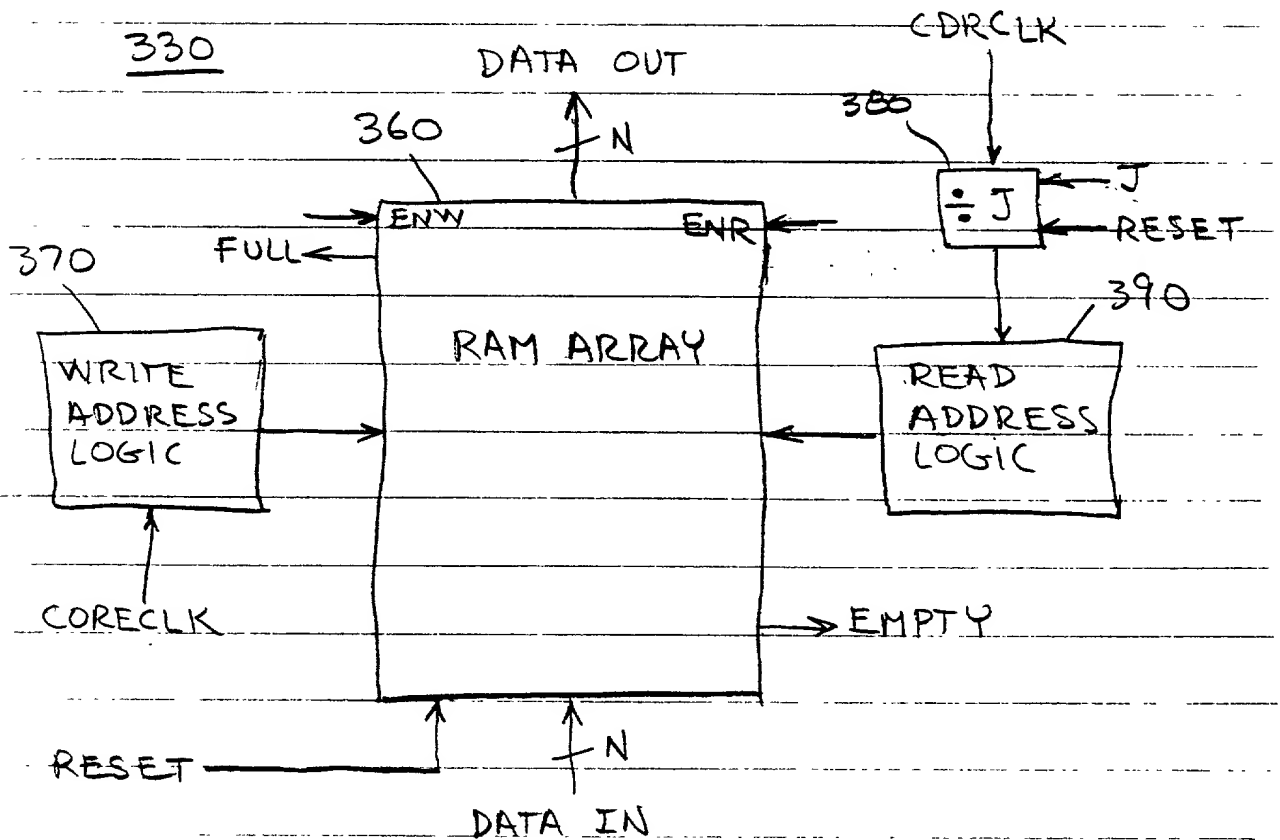 CDRCLK
330
DATA OUT
380
360
N
÷ J
J
RESET
ENW
ENR
FULL
370
390
RAM ARRAY
WRITE
ADDRESS
LOGIC
READ
ADDRESS
LOGIC
CORECLK
EMPTY
RESET
N
DATA IN